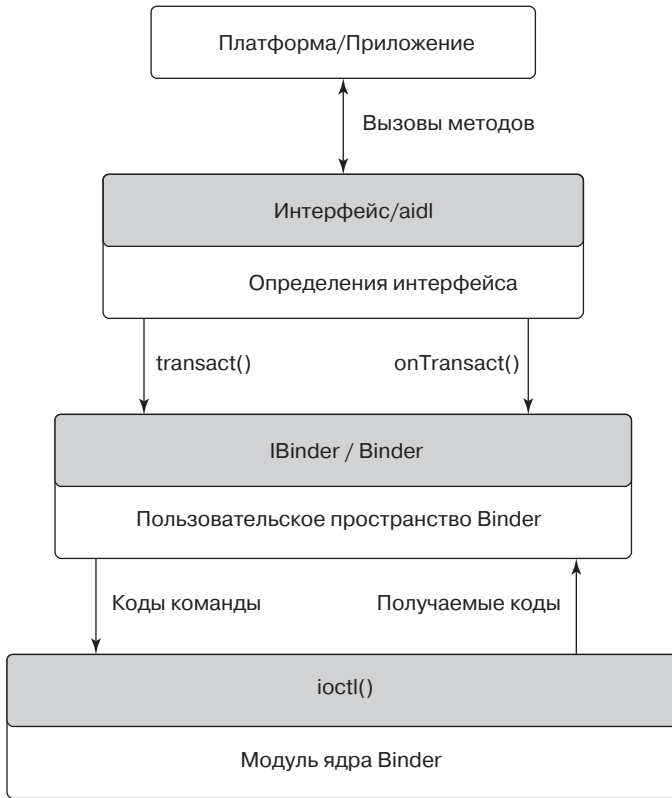 Платформа/Приложение
Вызовы методов
Интерфейс/aidl
Определения интерфейса
transact()
onTransact()
IBinder / Binder
Пользовательское пространство Binder
Коды команды
Получаемые коды
ioctl()
Модуль ядра Binder